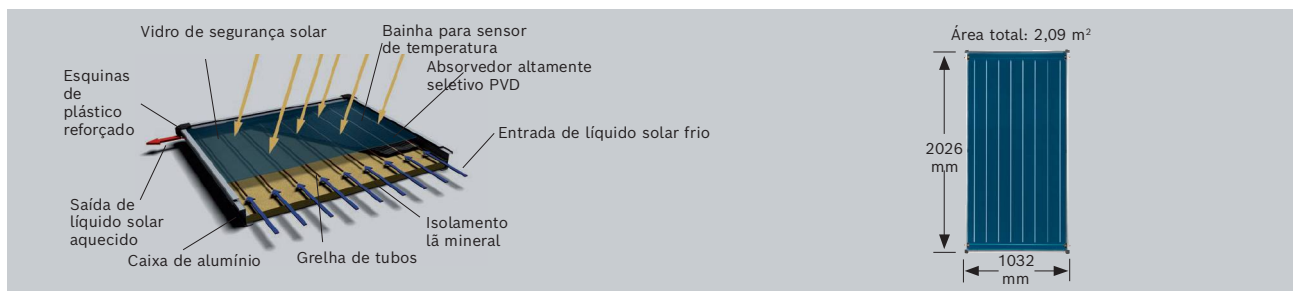 Vidro de segurança solar
Bainha para sensor
de temperatura
Absorvedor altamente
seletivo PVD
Esquinas
de
plástico
reforçado
Entrada de líquido solar frio
Saída de
líquido solar
aquecido
Caixa de alumínio
Grelha de tubos
Isolamento
lã mineral
Área total: 2,09 m²
2026
mm
1032
mm